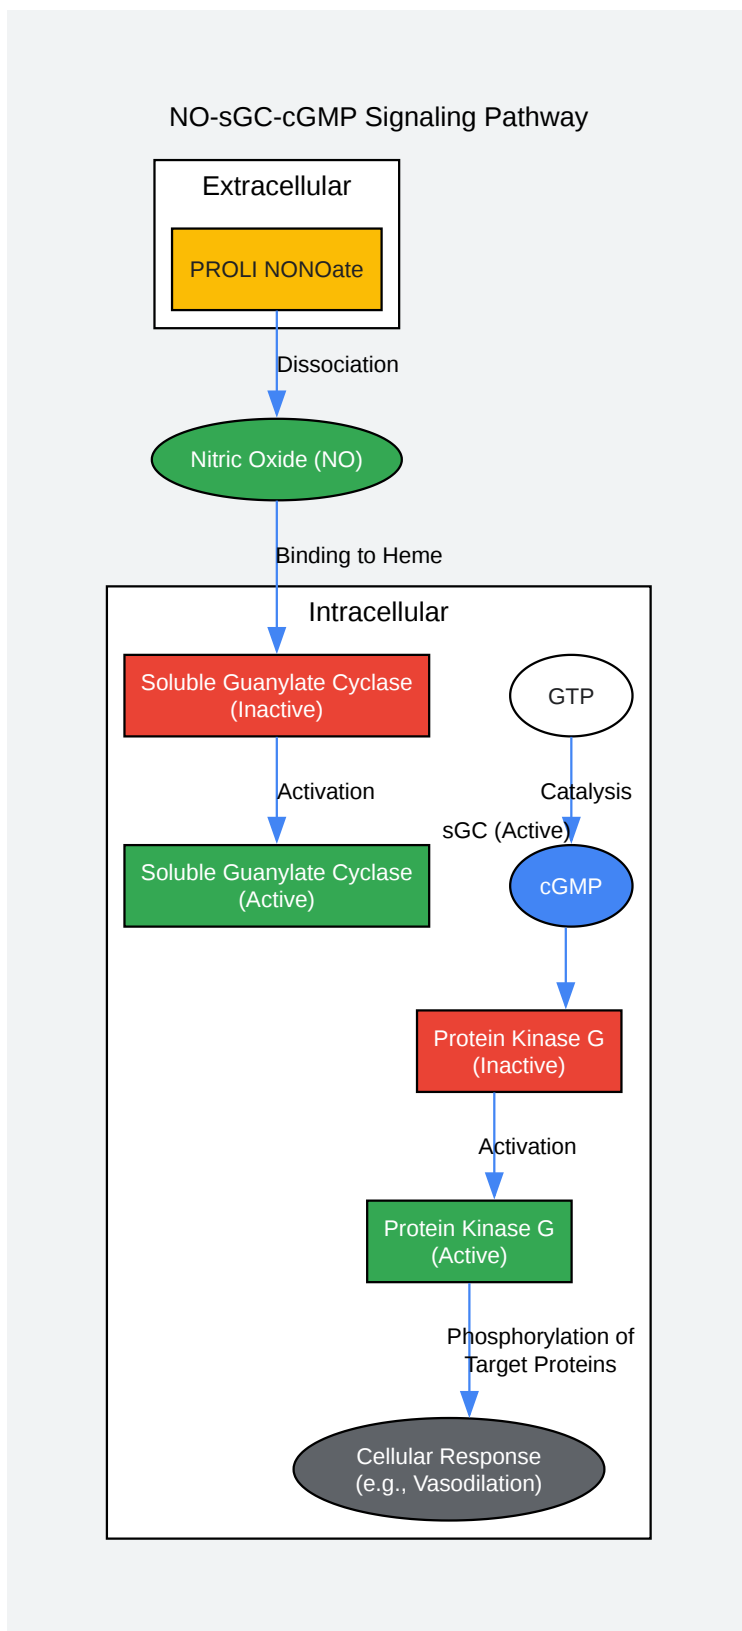 NO-sGC-cGMP Signaling Pathway
Extracellular
PROLI NONOate
Dissociation
Nitric Oxide (NO)
Binding to Heme
Intracellular
Soluble Guanylate Cyclase
(Inactive)
GTP
Activation
Catalysis
sGC (Active)
Soluble Guanylate Cyclase
(Active)
cGMP
Protein Kinase G
(Inactive)
Activation
Protein Kinase G
(Active)
Phosphorylation of
Target Proteins
Cellular Response
(e.g., Vasodilation)